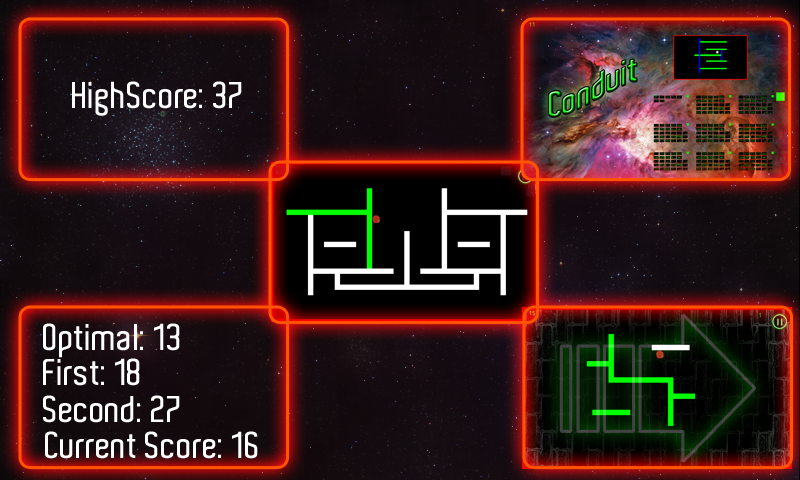 HighScore: 37
Conduit
Optimal: 13
First: 18
Second: 27
Current Score: 16